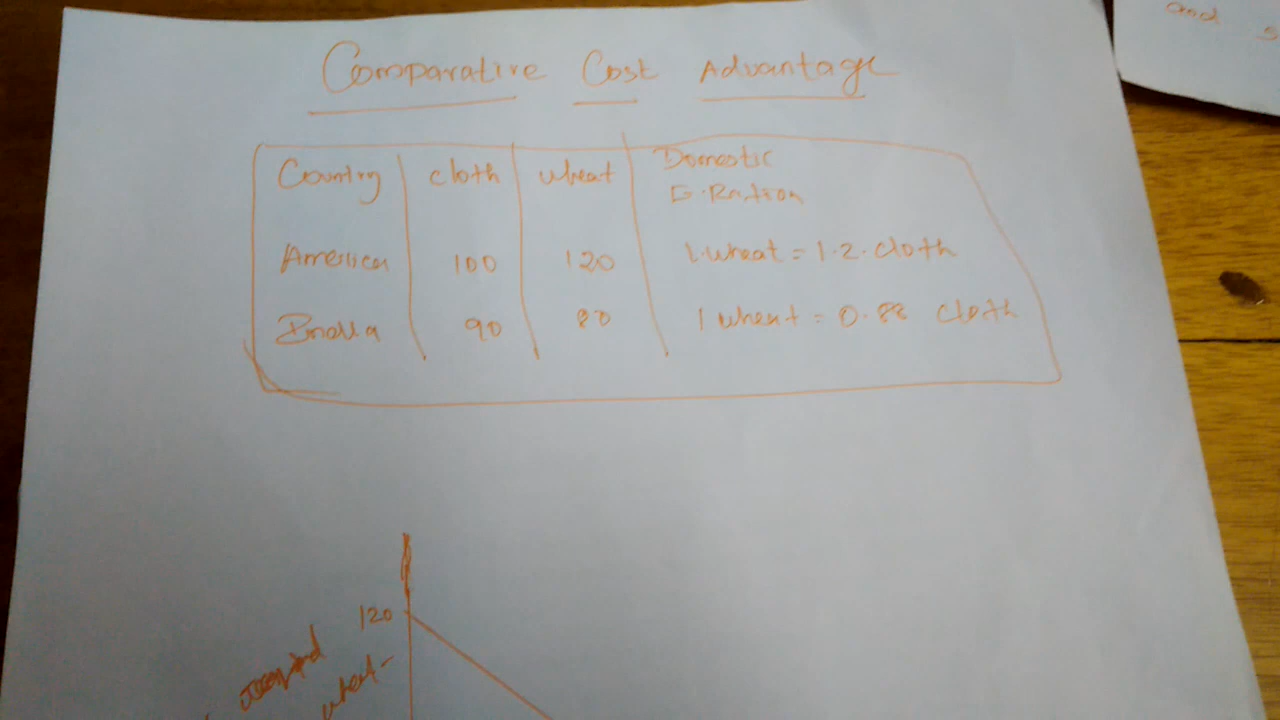 and s
Comparative Cost Advantage
Country cloth wheat Domestic
E.Ration
America 100 120 1.wheat = 1.2.cloth
India 90 80 1 wheat = 0.88 cloth
120
wheat